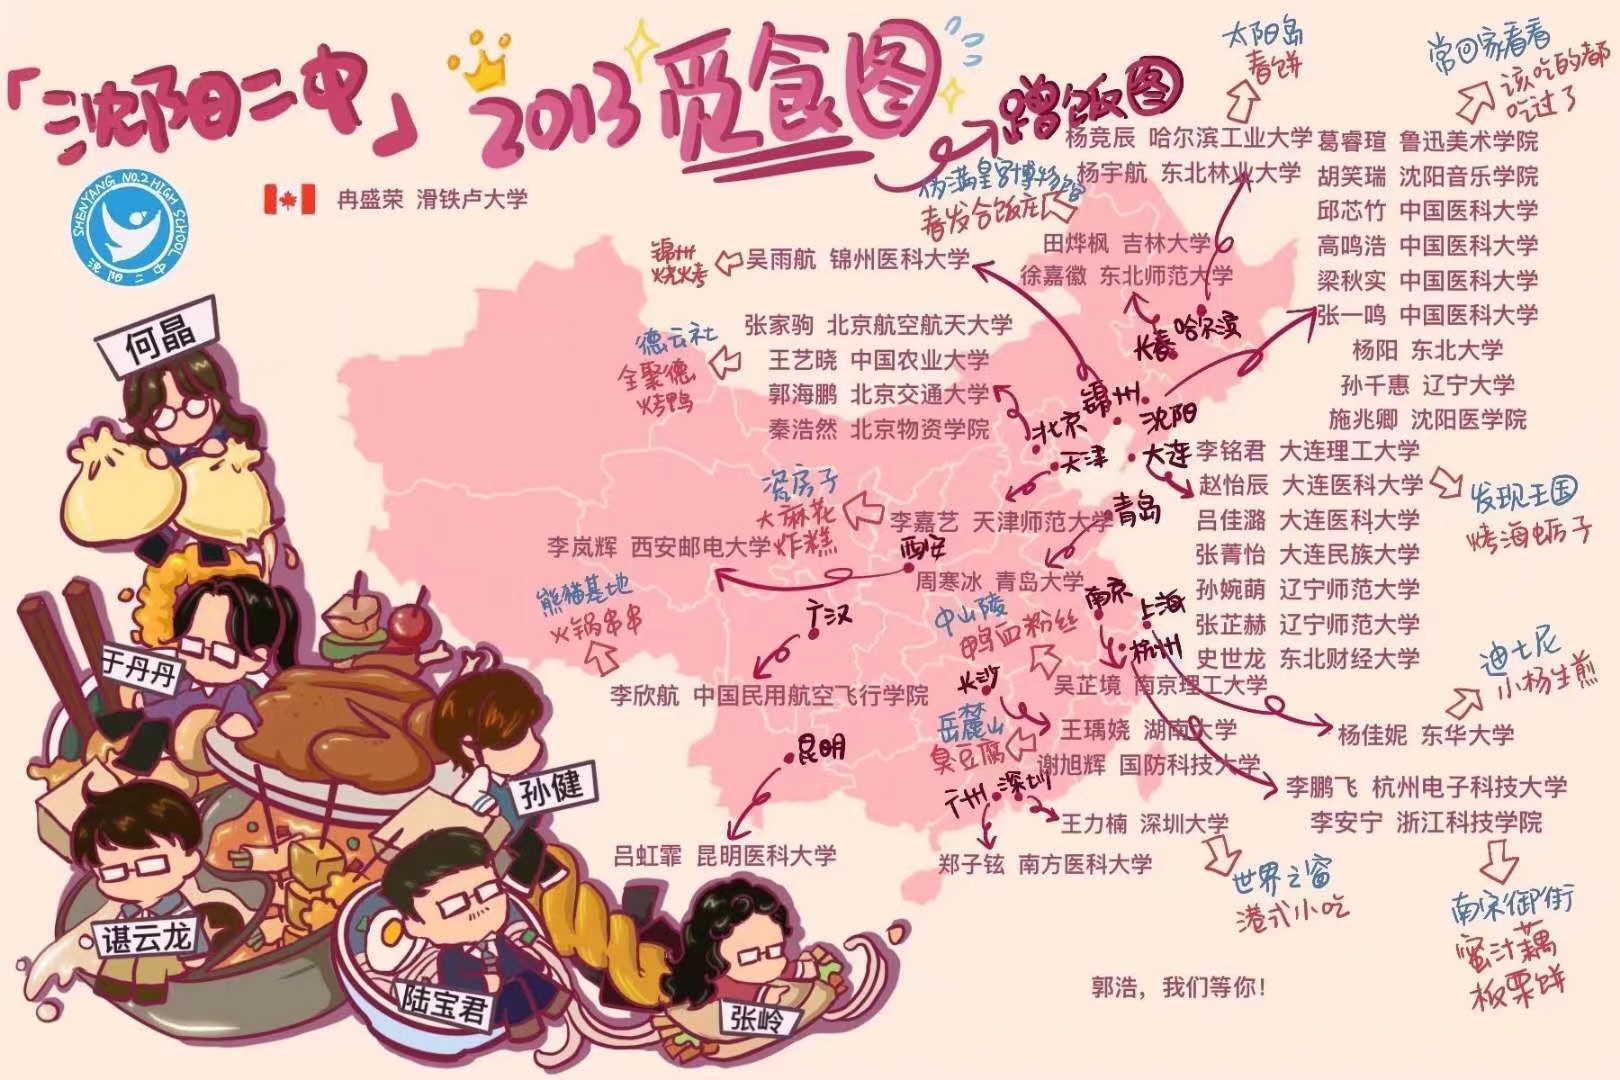 「沈阳二中」
2013觅食图
蹭饭图
SHENYANG NO.2 HIGH SCHOOL
沈阳二中
冉盛荣 滑铁卢大学
太阳岛
春饼
杨竞辰 哈尔滨工业大学
杨宇航 东北林业大学
常回家看看
该吃的都
吃过了
葛睿瑄 鲁迅美术学院
胡笑瑞 沈阳音乐学院
邱芯竹 中国医科大学
高鸣浩 中国医科大学
梁秋实 中国医科大学
张一鸣 中国医科大学
杨阳 东北大学
孙千惠 辽宁大学
施兆卿 沈阳医学院
伪满皇宫博物馆
春发合饭庄
田烨枫 吉林大学
徐嘉徽 东北师范大学
锦州
烧烤
吴雨航 锦州医科大学
德云社
全聚德
烤鸭
张家驹 北京航空航天大学
王艺晓 中国农业大学
郭海鹏 北京交通大学
秦浩然 北京物资学院
哈尔滨
长春
锦州
沈阳
北京
天津
大连
青岛
李铭君 大连理工大学
赵怡辰 大连医科大学
吕佳潞 大连医科大学
张菁怡 大连民族大学
孙婉萌 辽宁师范大学
张芷赫 辽宁师范大学
史世龙 东北财经大学
发现王国
烤海蛎子
瓷房子
大麻花
炸糕
李嘉艺 天津师范大学
李岚辉 西安邮电大学
西安
周寒冰 青岛大学
熊猫基地
火锅串串
广汉
李欣航 中国民用航空飞行学院
南京
上海
杭州
中山陵
鸭血粉丝
吴芷境 南京理工大学
长沙
岳麓山
臭豆腐
王瑀娆 湖南大学
谢旭辉 国防科技大学
迪士尼
小杨生煎
杨佳妮 东华大学
昆明
吕虹霏 昆明医科大学
广州
深圳
王力楠 深圳大学
郑子铉 南方医科大学
世界之窗
港式小吃
李鹏飞 杭州电子科技大学
李安宁 浙江科技学院
南宋御街
蜜汁藕
板栗饼
郭浩，我们等你！
何晶
于丹丹
孙健
谌云龙
陆宝君
张岭